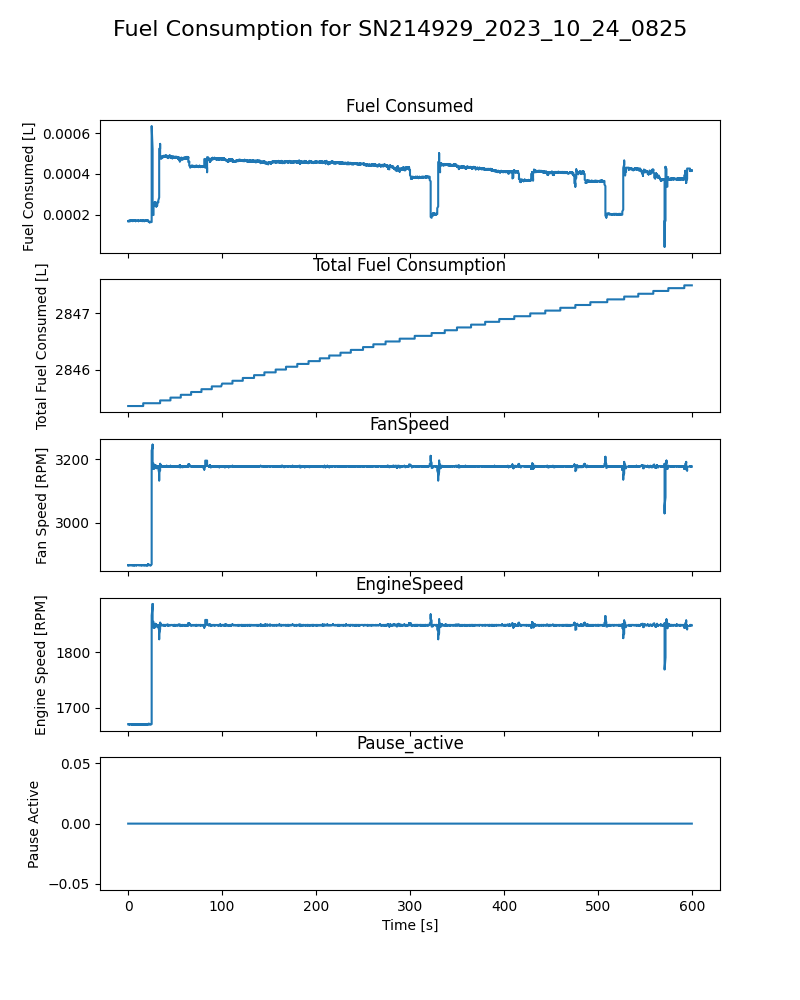 Fuel Consumption for SN214929_2023_10_24_0825
Fuel Consumed
Fuel Consumed [L]
0.0006
0.0004
0.0002
Total Fuel Consumption
Total Fuel Consumed [L]
2847
2846
FanSpeed
Fan Speed [RPM]
3200
3000
EngineSpeed
Engine Speed [RPM]
1800
1700
Pause_active
Pause Active
0.05
0.00
−0.05
0 100 200 300 400 500 600
Time [s]